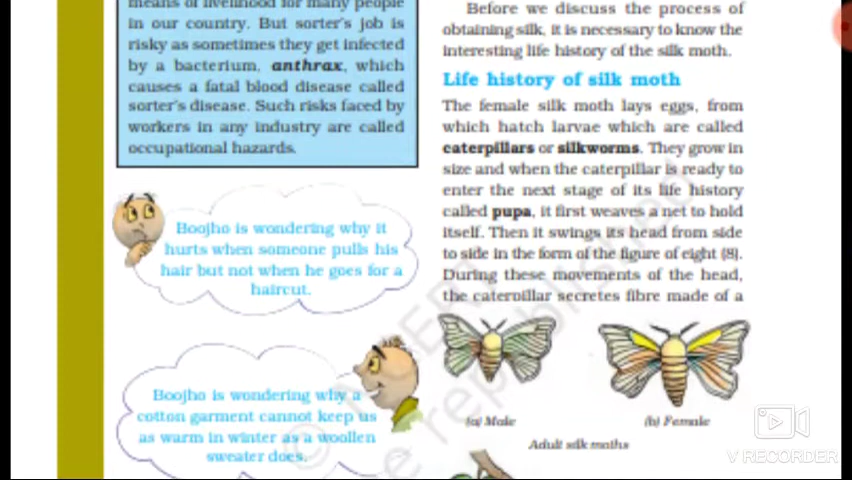 means of livelihood for many people
in our country. But sorter's job is
risky as sometimes they get infected
by a bacterium, anthrax, which
causes a fatal blood disease called
sorter's disease. Such risks faced by
workers in any industry are called
occupational hazards.
Boojho is wondering why it
hurts when someone pulls his
hair but not when he goes for a
haircut.
Boojho is wondering why a
cotton garment cannot keep us
as warm in winter as a woollen
sweater does.
Before we discuss the process of
obtaining silk, it is necessary to know the
interesting life history of the silk moth.
Life history of silk moth
The female silk moth lays eggs, from
which hatch larvae which are called
caterpillars or silkworms. They grow in
size and when the caterpillar is ready to
enter the next stage of its life history
called pupa, it first weaves a net to hold
itself. Then it swings its head from side
to side in the form of the figure of eight (8).
During these movements of the head,
the caterpillar secretes fibre made of a
(a) Male
(b) Female
Adult silk moths
V RECORDER